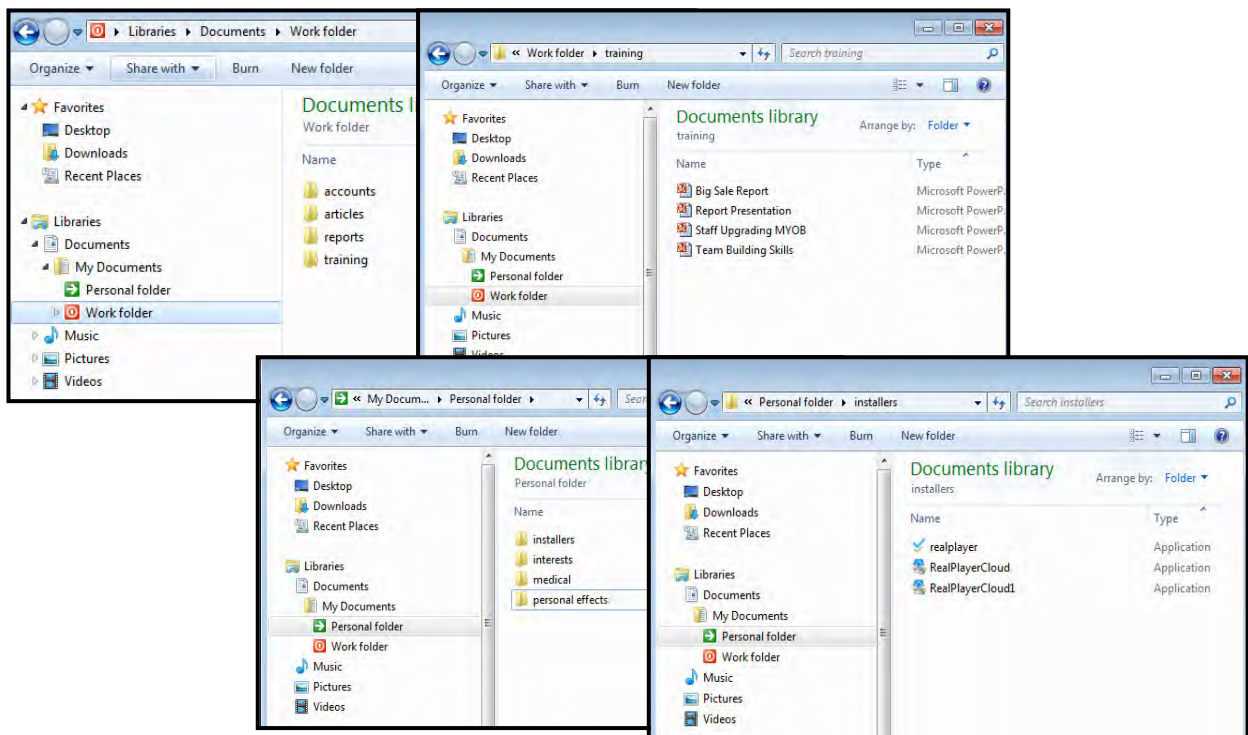 Libraries Documents Work folder
Organize Share with Burn New folder
Favorites
Desktop
Downloads
Recent Places
Libraries
Documents
My Documents
Personal folder
Work folder
Music
Pictures
Videos
Documents l
Work folder
Name
accounts
articles
reports
training
« Work folder training Search training
Organize Share with Burn New folder
Favorites
Desktop
Downloads
Recent Places
Libraries
Documents
My Documents
Personal folder
Work folder
Music
Pictures
Videos
Documents library
training
Arrange by: Folder
Name Type
Big Sale Report Microsoft PowerP
Report Presentation Microsoft PowerP
Staff Upgrading MYOB Microsoft PowerP
Team Building Skills Microsoft PowerP
« My Docum... Personal folder Sear
Organize Share with Burn New folder
Favorites
Desktop
Downloads
Recent Places
Libraries
Documents
My Documents
Personal folder
Work folder
Music
Pictures
Videos
Documents librar
Personal folder
Name
installers
interests
medical
personal effects
« Personal folder installers Search installers
Organize Share with Burn New folder
Favorites
Desktop
Downloads
Recent Places
Libraries
Documents
My Documents
Personal folder
Work folder
Music
Pictures
Videos
Documents library
installers
Arrange by: Folder
Name Type
realplayer Application
RealPlayerCloud Application
RealPlayerCloud1 Application